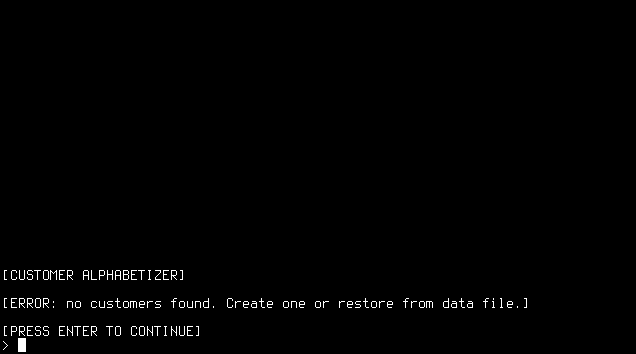 [CUSTOMER ALPHABETIZER]
[ERROR: no customers found. Create one or restore from data file.]
[PRESS ENTER TO CONTINUE]
>